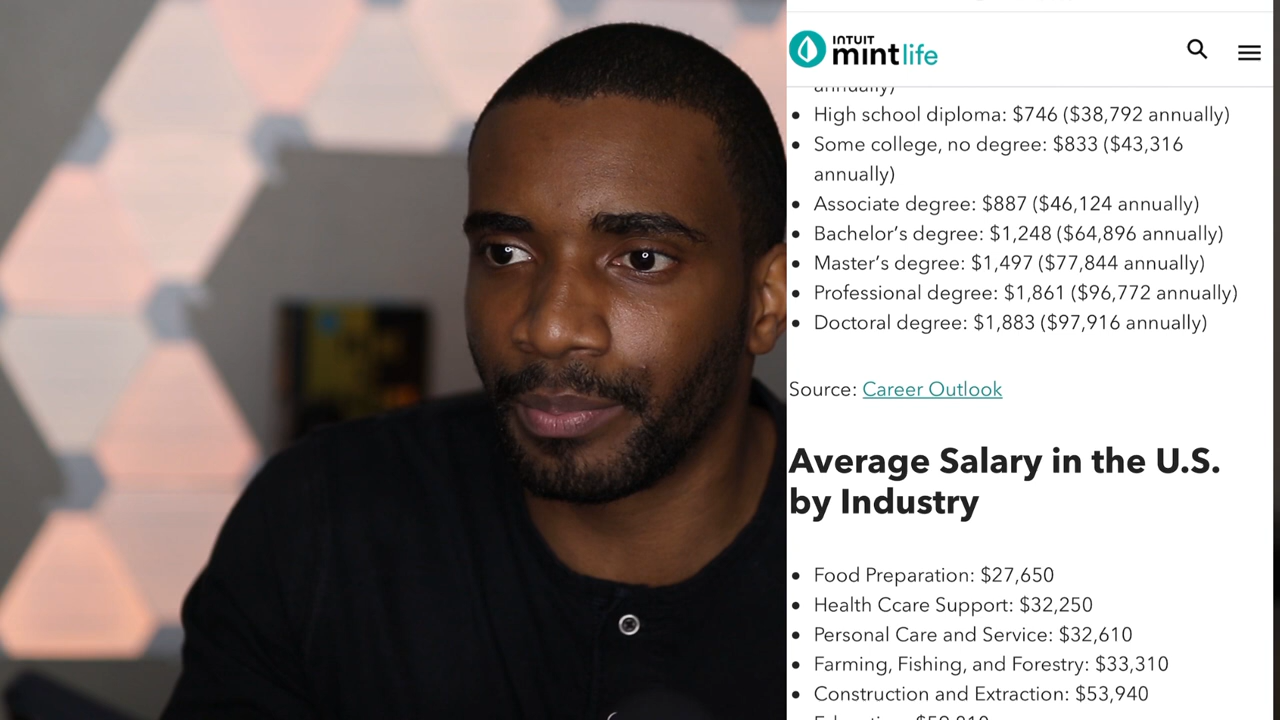 INTUIT
mintlife
annually)
High school diploma: $746 ($38,792 annually)
Some college, no degree: $833 ($43,316
annually)
Associate degree: $887 ($46,124 annually)
Bachelor’s degree: $1,248 ($64,896 annually)
Master’s degree: $1,497 ($77,844 annually)
Professional degree: $1,861 ($96,772 annually)
Doctoral degree: $1,883 ($97,916 annually)
Source: Career Outlook
Average Salary in the U.S.
by Industry
Food Preparation: $27,650
Health Ccare Support: $32,250
Personal Care and Service: $32,610
Farming, Fishing, and Forestry: $33,310
Construction and Extraction: $53,940